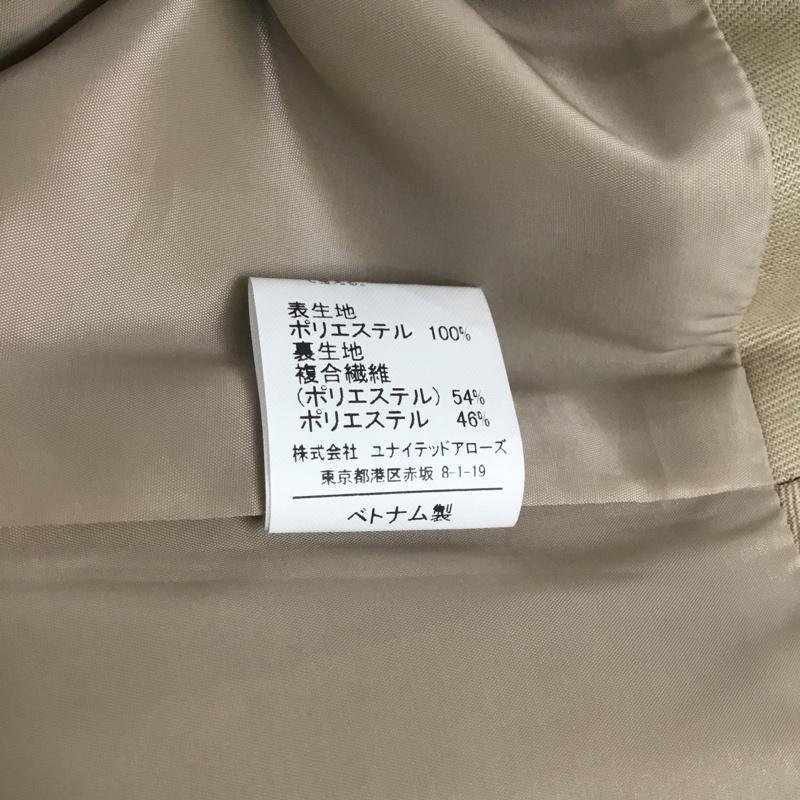 表生地
ポリエステル 100%
裏生地
複合繊維
(ポリエステル) 54%
ポリエステル 46%
株式会社 ユナイテッドアローズ
東京都港区赤坂 8-1-19
ベトナム製